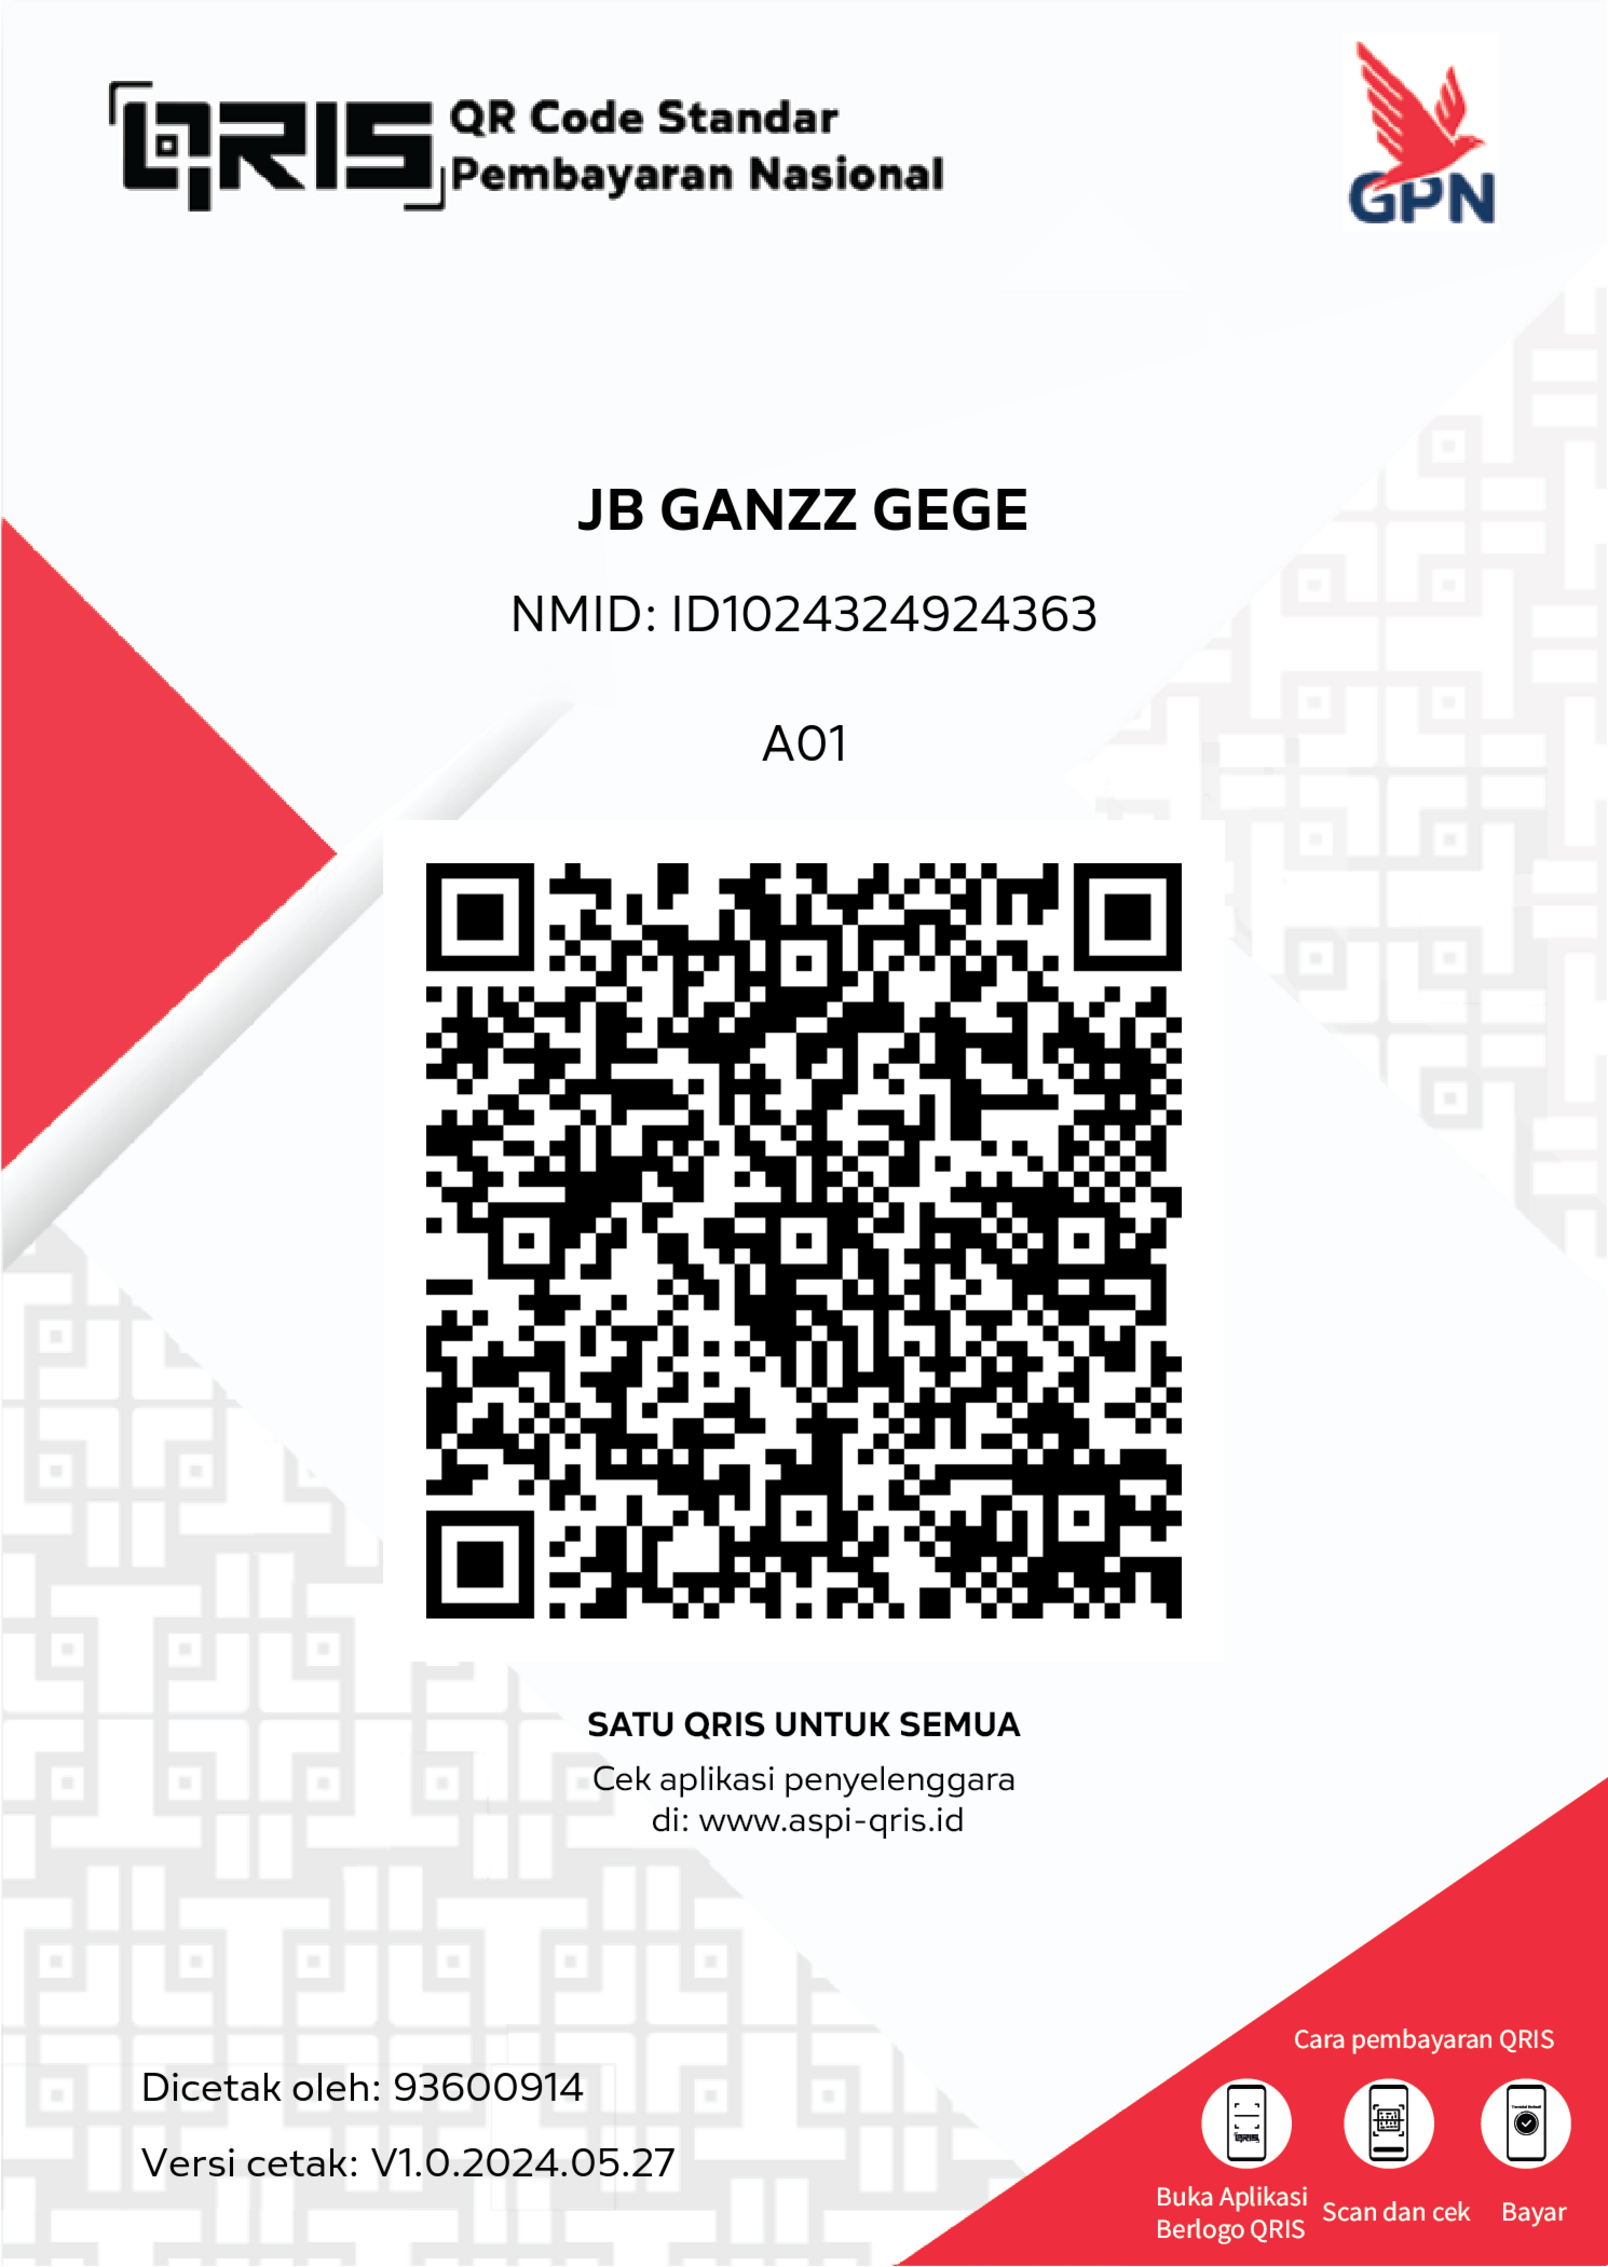 QRIS QR Code Standar
Pembayaran Nasional
GPN
JB GANZZ GEGE
NMID: ID1024324924363
A01
SATU QRIS UNTUK SEMUA
Cek aplikasi penyelenggara
di: www.aspi-qris.id
Dicetak oleh: 93600914
Versi cetak: V1.0.2024.05.27
Cara pembayaran QRIS
Buka Aplikasi
Berlogo QRIS
Scan dan cek
Bayar